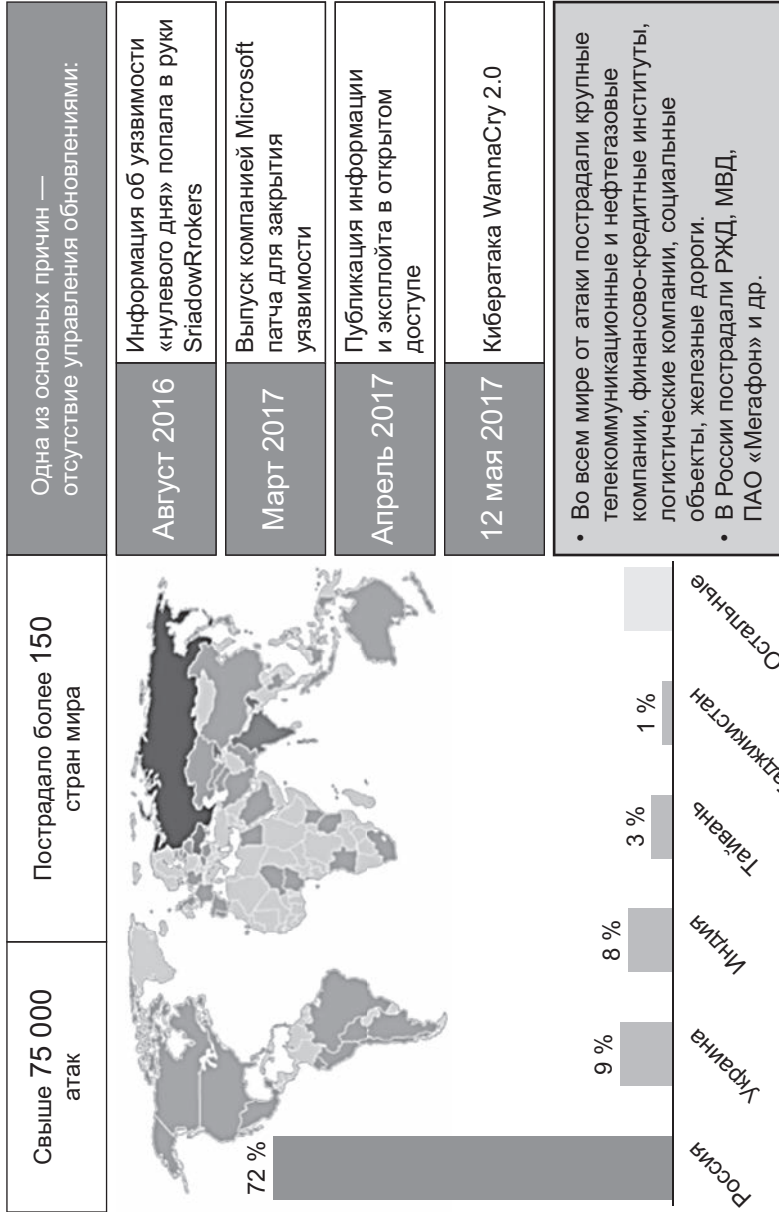 Свыше 75 000
атак
Пострадало более 150
стран мира
Одна из основных причин —
отсутствие управления обновлениями:
Август 2016
Информация об уязвимости
«нулевого дня» попала в руки
SriadowRrokers
Март 2017
Выпуск компанией Microsoft
патча для закрытия
уязвимости
Апрель 2017
Публикация информации
и эксплойта в открытом
доступе
12 мая 2017
Кибератака WannaCry 2.0
72 %
9 %
8 %
3 %
1 %
Россия
Украина
Индия
Тайвань
аджикистан
Остальные
• Во всем мире от атаки пострадали крупные
телекоммуникационные и нефтегазовые
компании, финансово-кредитные институты,
логистические компании, социальные
объекты, железные дороги.
• В России пострадали РЖД, МВД,
ПАО «Мегафон» и др.